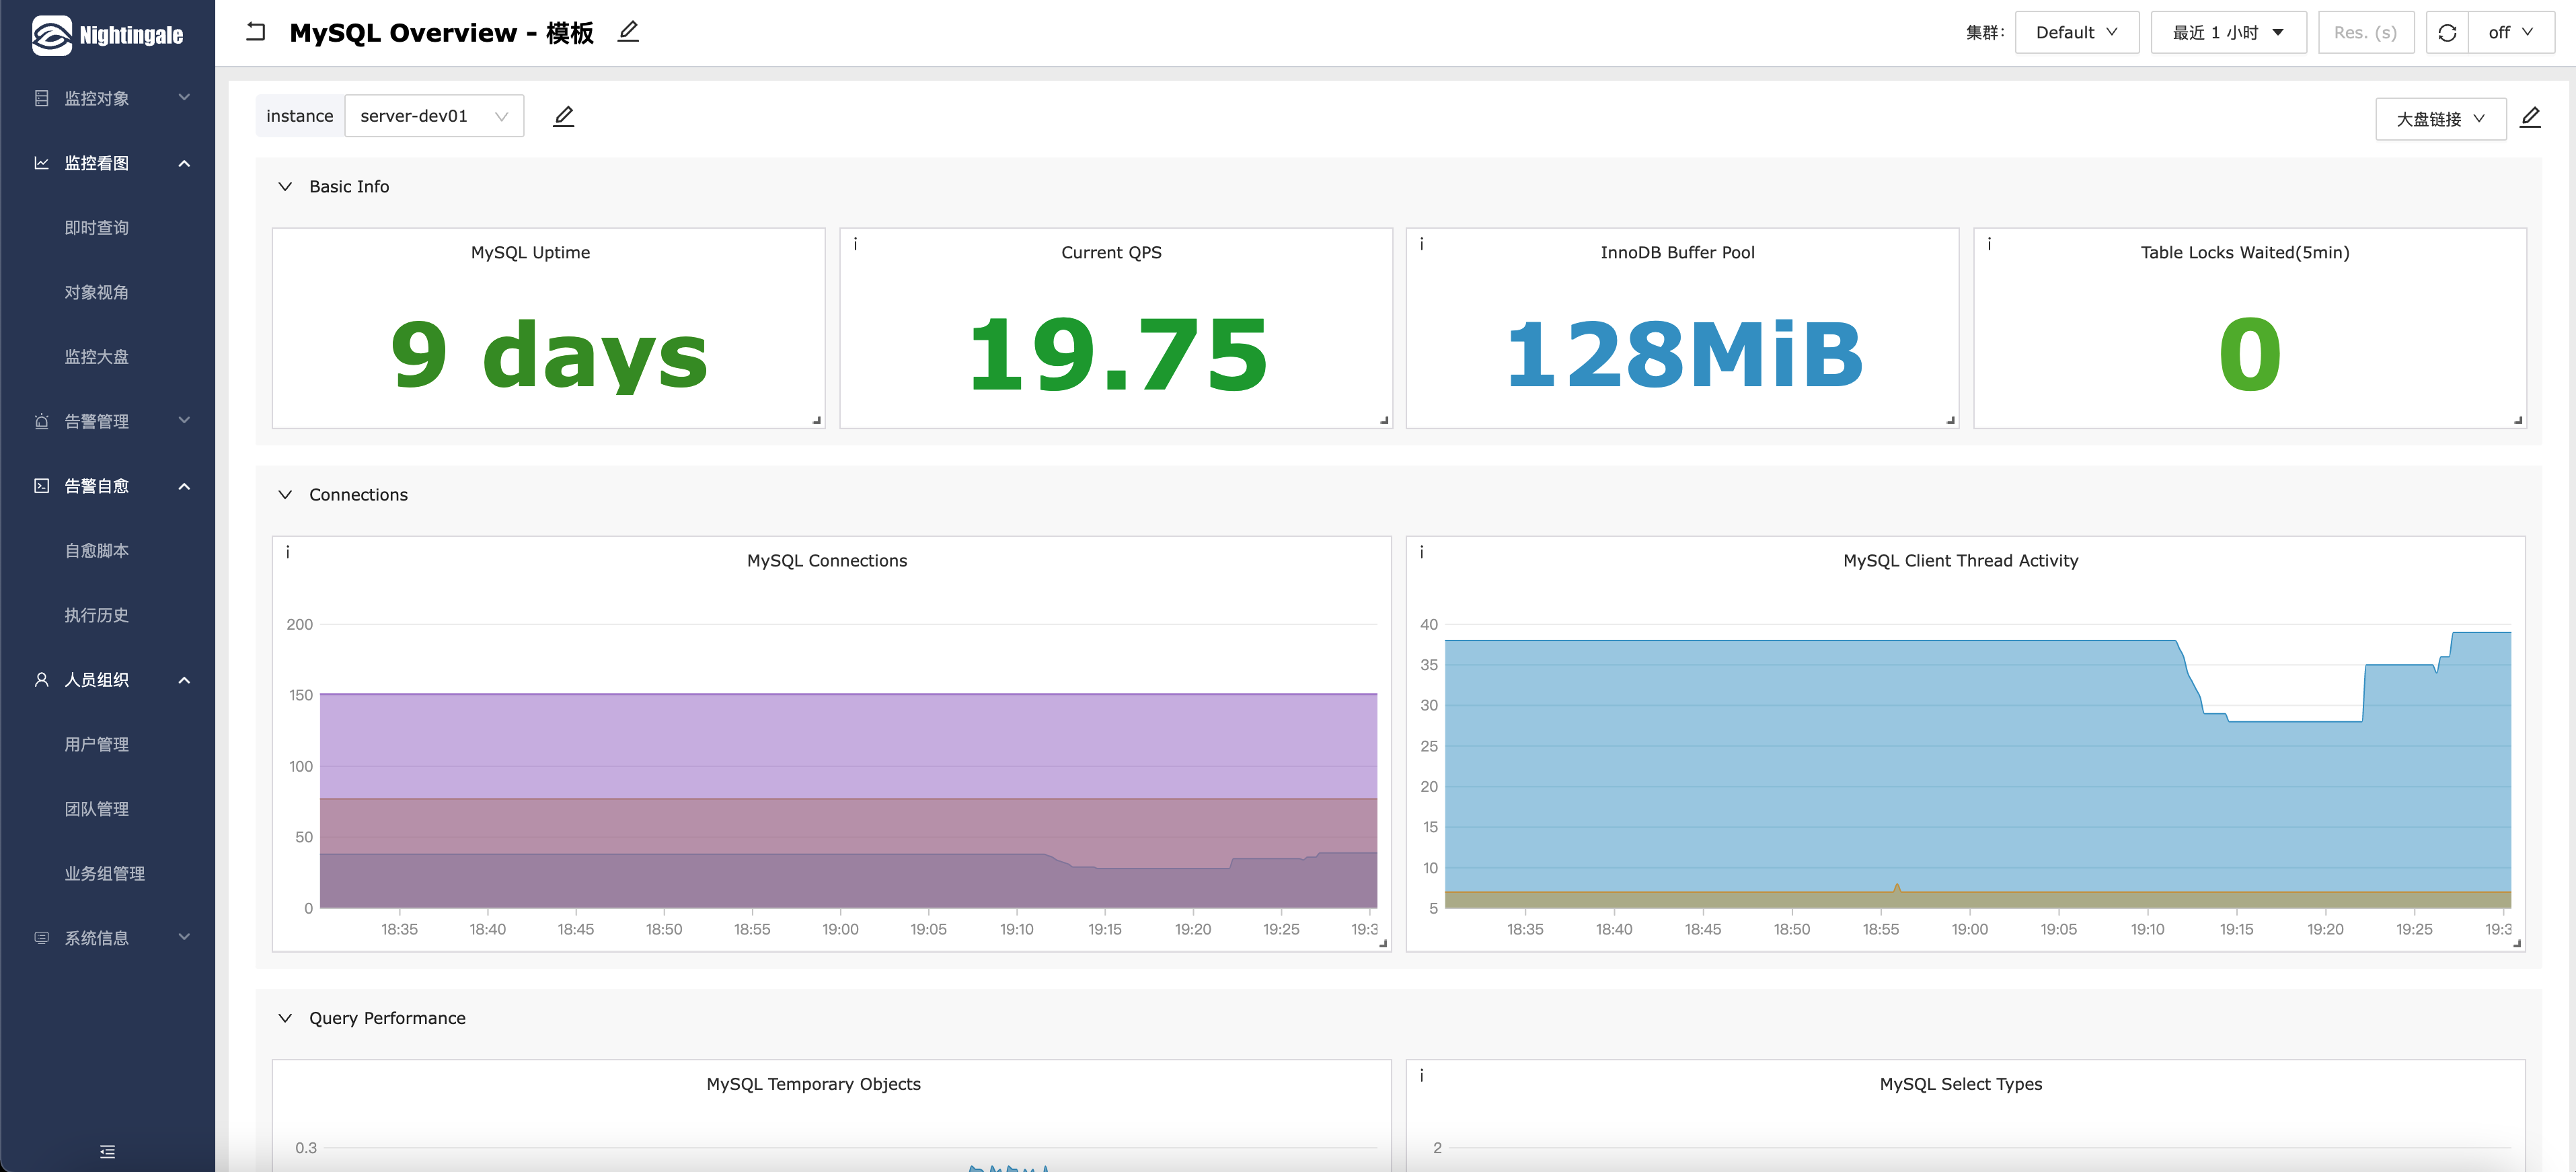 Nightingale
监控对象
监控看图
即时查询
对象视角
监控大盘
告警管理
告警自愈
自愈脚本
执行历史
人员组织
用户管理
团队管理
业务组管理
系统信息
MySQL Overview - 模板
集群: Default 最近 1 小时 Res. (s) off
instance server-dev01 大盘链接
Basic Info
MySQL Uptime
9 days
i Current QPS
19.75
i InnoDB Buffer Pool
128MiB
i Table Locks Waited(5min)
0
Connections
i MySQL Connections
200
150
100
50
0
18:35 18:40 18:45 18:50 18:55 19:00 19:05 19:10 19:15 19:20 19:25 19:3
i MySQL Client Thread Activity
40
35
30
25
20
15
10
5
18:35 18:40 18:45 18:50 18:55 19:00 19:05 19:10 19:15 19:20 19:25 19:3
Query Performance
MySQL Temporary Objects
0.3
i MySQL Select Types
2